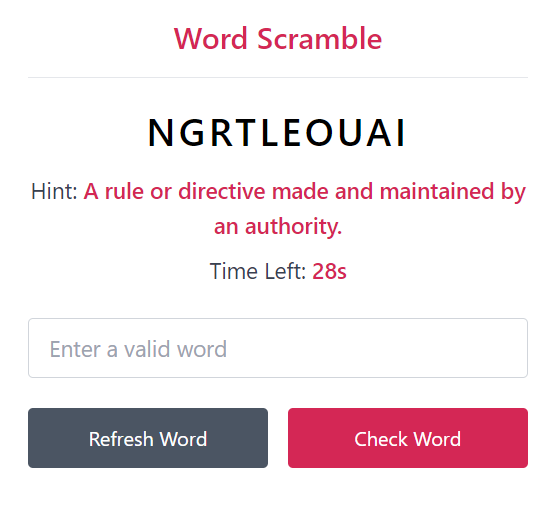 Word Scramble
NGRTLEOUAI
Hint: A rule or directive made and maintained by
an authority.
Time Left: 28s
Enter a valid word
Refresh Word
Check Word